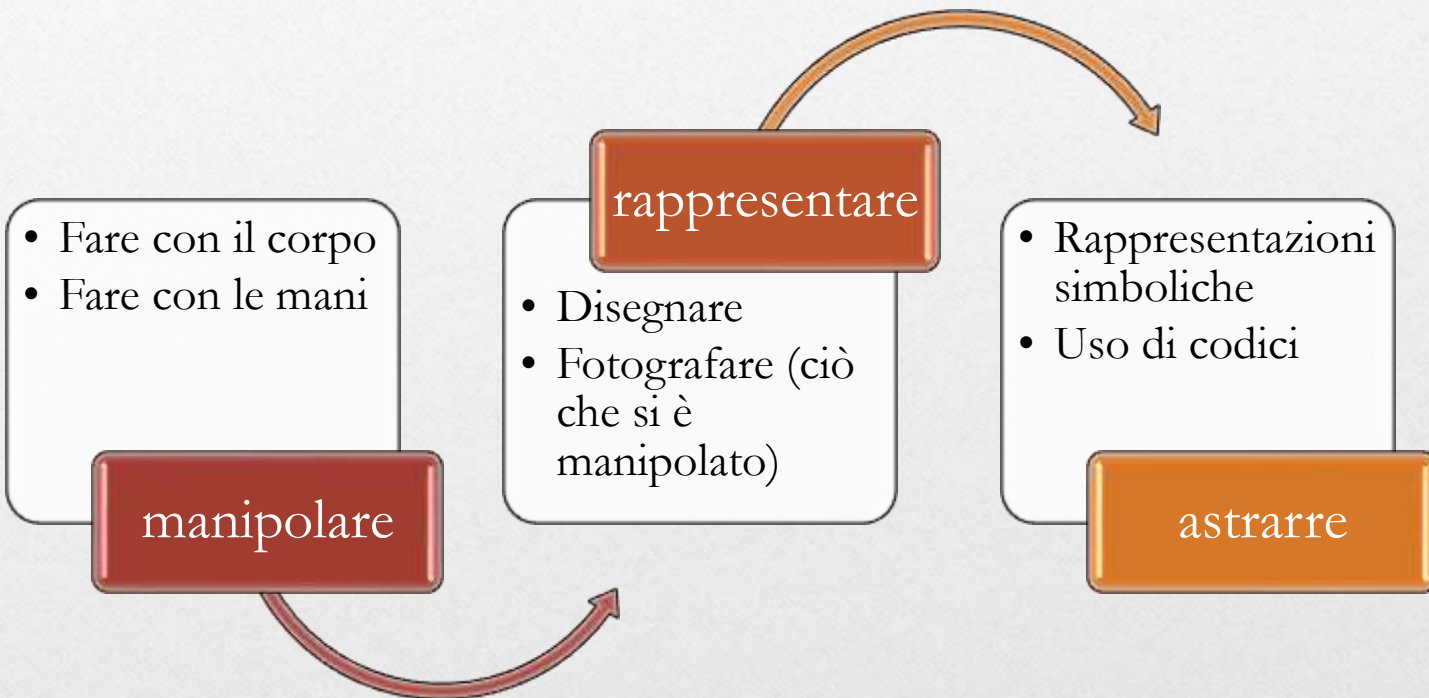 • Fare con il corpo
• Fare con le mani
manipolare
rappresentare
• Disegnare
• Fotografare (ciò
che si è
manipolato)
• Rappresentazioni
simboliche
• Uso di codici
astrarre